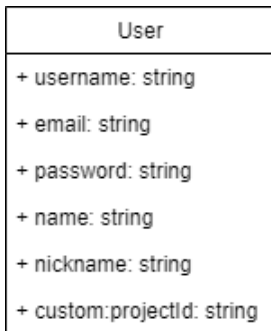 User
+ username: string
+ email: string
+ password: string
+ name: string
+ nickname: string
+ custom:projectId: string